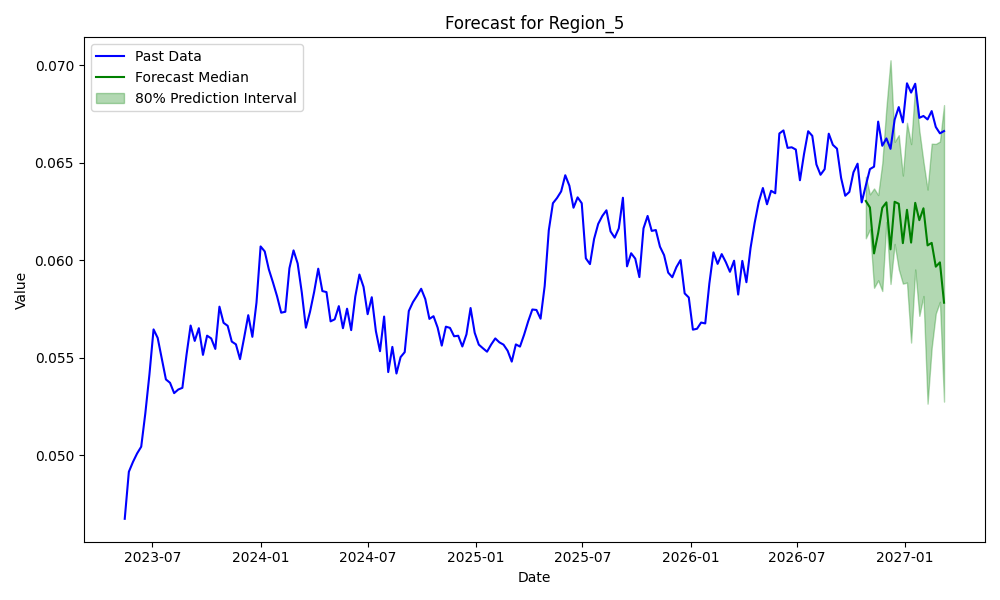 Forecast for Region_5
Past Data
Forecast Median
80% Prediction Interval
0.070
0.065
0.060
0.055
0.050
Value
2023-07
2024-01
2024-07
2025-01
2025-07
2026-01
2026-07
2027-01
Date